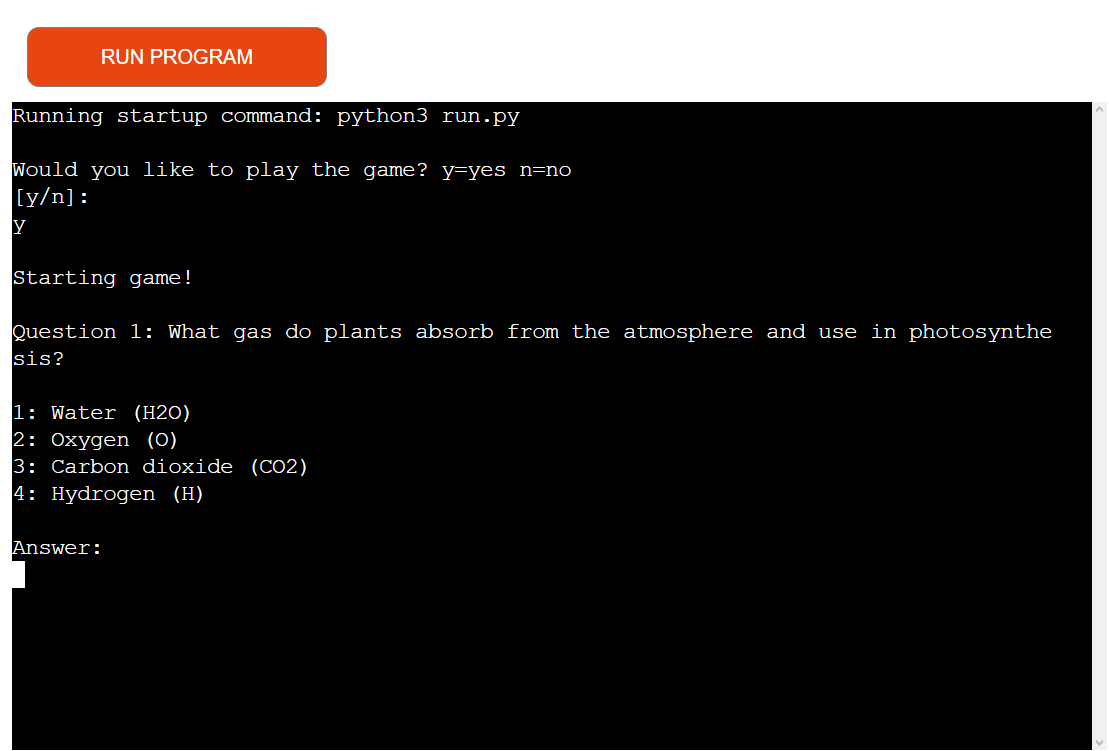 RUN PROGRAM
Running startup command: python3 run.py
Would you like to play the game? y=yes n=no
[y/n]:
y
Starting game!
Question 1: What gas do plants absorb from the atmosphere and use in photosynthe
sis?
1: Water (H2O)
2: Oxygen (O)
3: Carbon dioxide (CO2)
4: Hydrogen (H)
Answer: